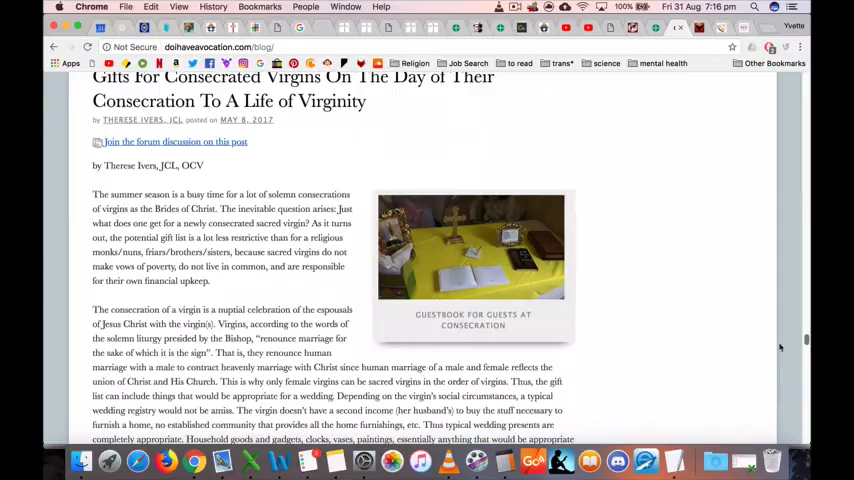 Chrome File Edit View History Bookmarks People Window Help 100% Fri 31 Aug 7:16 pm
Yvette
Not Secure doihaveavocation.com/blog/
Apps Religion Job Search to read trans* science mental health Other Bookmarks
Gifts For Consecrated Virgins On The Day of Their
Consecration To A Life of Virginity
by THERESE IVERS, JCL posted on MAY 8, 2017
Join the forum discussion on this post
by Therese Ivers, JCL, OCV
The summer season is a busy time for a lot of solemn consecrations
of virgins as the Brides of Christ. The inevitable question arises: Just
what does one get for a newly consecrated sacred virgin? As it turns
out, the potential gift list is a lot less restrictive than for a religious
monks/nuns, friars/brothers/sisters, because sacred virgins do not
make vows of poverty, do not live in common, and are responsible
for their own financial upkeep.
GUESTBOOK FOR GUESTS AT
CONSECRATION
The consecration of a virgin is a nuptial celebration of the espousals
of Jesus Christ with the virgin(s). Virgins, according to the words of
the solemn liturgy presided by the Bishop, “renounce marriage for
the sake of which it is the sign”. That is, they renounce human
marriage with a male to contract heavenly marriage with Christ since human marriage of a male and female reflects the
union of Christ and His Church. This is why only female virgins can be sacred virgins in the order of virgins. Thus, the gift
list can include things that would be appropriate for a wedding. Depending on the virgin’s social circumstances, a typical
wedding registry would not be amiss. The virgin doesn’t have a second income (her husband’s) to buy the stuff necessary to
furnish a home, no established community that provides all the home furnishings, etc. Thus typical wedding presents are
completely appropriate. Household goods and gadgets, clocks, vases, paintings, essentially anything that would be appropriate
Go